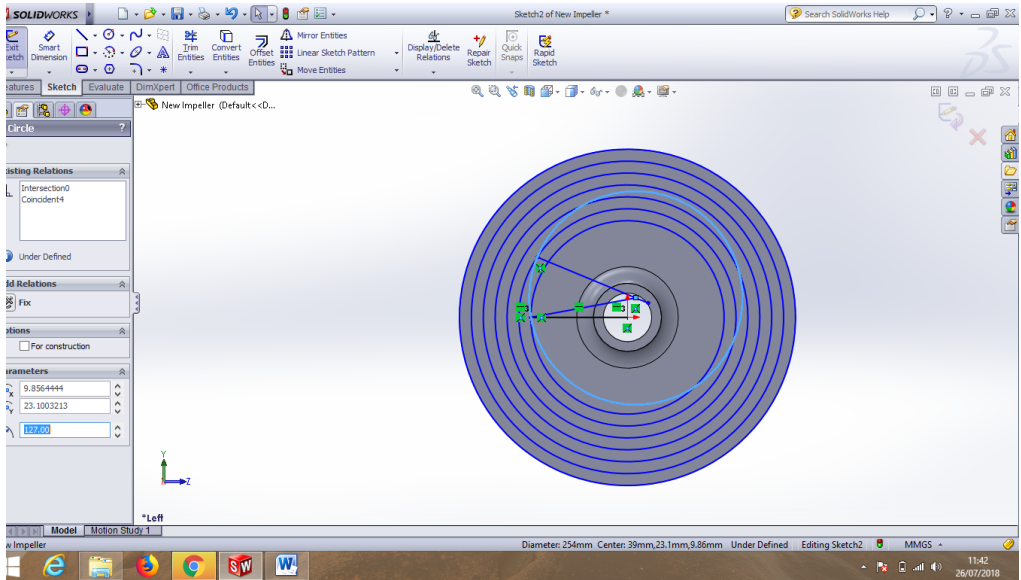 SOLIDWORKS
Sketch2 of New Impeller *
Search SolidWorks Help
Exit Sketch
Smart Dimension
Trim Entities
Convert Entities
Offset Entities
Mirror Entities
Linear Sketch Pattern
Move Entities
Display/Delete Relations
Repair Sketch
Quick Snaps
Rapid Sketch
eatures
Sketch
Evaluate
DimXpert
Office Products
New Impeller (Default<<D...
Circle
?
xisting Relations
Intersection0
Coincident4
Under Defined
dd Relations
Fix
ptions
For construction
arameters
9.8564444
23.1003213
127.00
3
3
Y
Z
*Left
Model
Motion Study 1
w Impeller
Diameter: 254mm Center: 39mm,23.1mm,9.86mm Under Defined Editing Sketch2 MMGS
11:42
26/07/2018